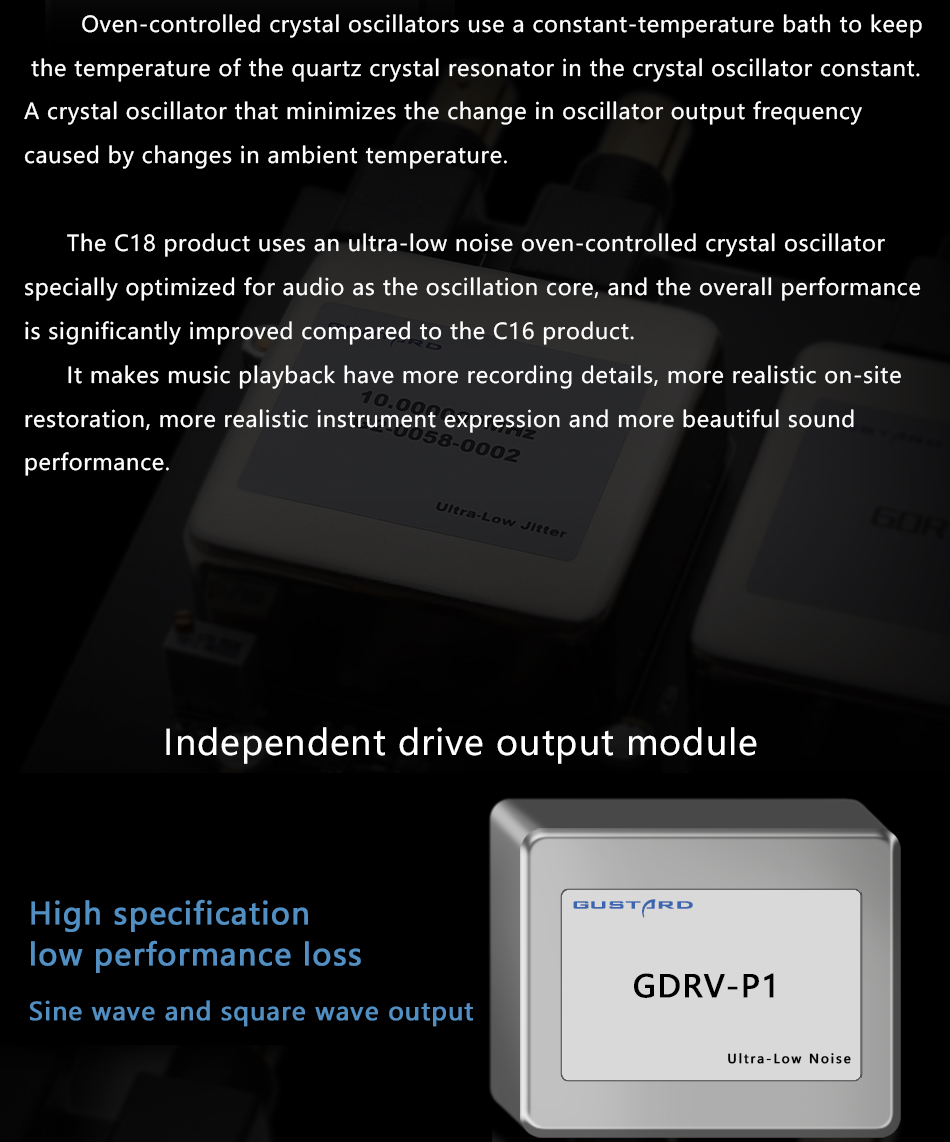 Oven-controlled crystal oscillators use a constant-temperature bath to keep
the temperature of the quartz crystal resonator in the crystal oscillator constant.
A crystal oscillator that minimizes the change in oscillator output frequency
caused by changes in ambient temperature.
The C18 product uses an ultra-low noise oven-controlled crystal oscillator
specially optimized for audio as the oscillation core, and the overall performance
is significantly improved compared to the C16 product.
It makes music playback have more recording details, more realistic on-site
restoration, more realistic instrument expression and more beautiful sound
performance.
Ultra-Low Jitter
Independent drive output module
High specification
low performance loss
Sine wave and square wave output
GUSTARD
GDRV-P1
Ultra-Low Noise